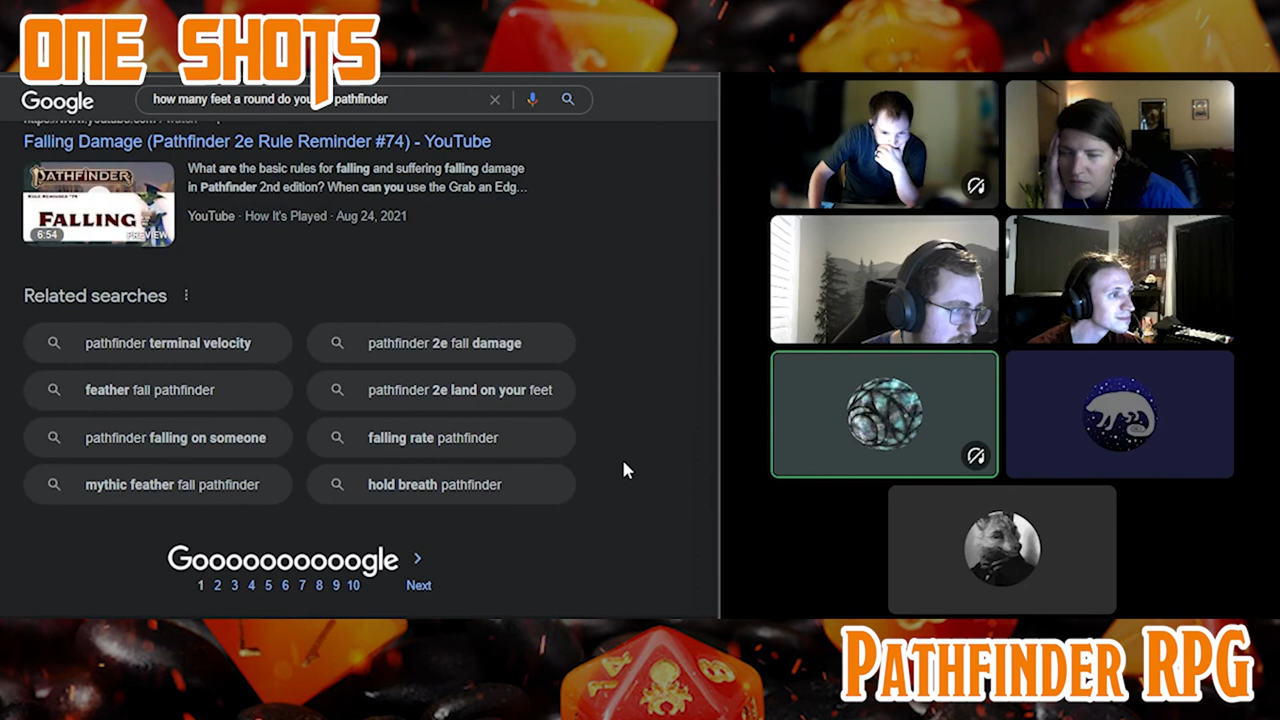 ONE SHOTS
Google
how many feet a round do you pathfinder
Falling Damage (Pathfinder 2e Rule Reminder #74) - YouTube
PATHFINDER
RULE REMINDER #74
FALLING
6:54
PREVIEW
What are the basic rules for falling and suffering falling damage
in Pathfinder 2nd edition? When can you use the Grab an Edg...
YouTube · How It's Played · Aug 24, 2021
Related searches
pathfinder terminal velocity
pathfinder 2e fall damage
feather fall pathfinder
pathfinder 2e land on your feet
pathfinder falling on someone
falling rate pathfinder
mythic feather fall pathfinder
hold breath pathfinder
Goooooooooogle
1 2 3 4 5 6 7 8 9 10 Next
PATHFINDER RPG